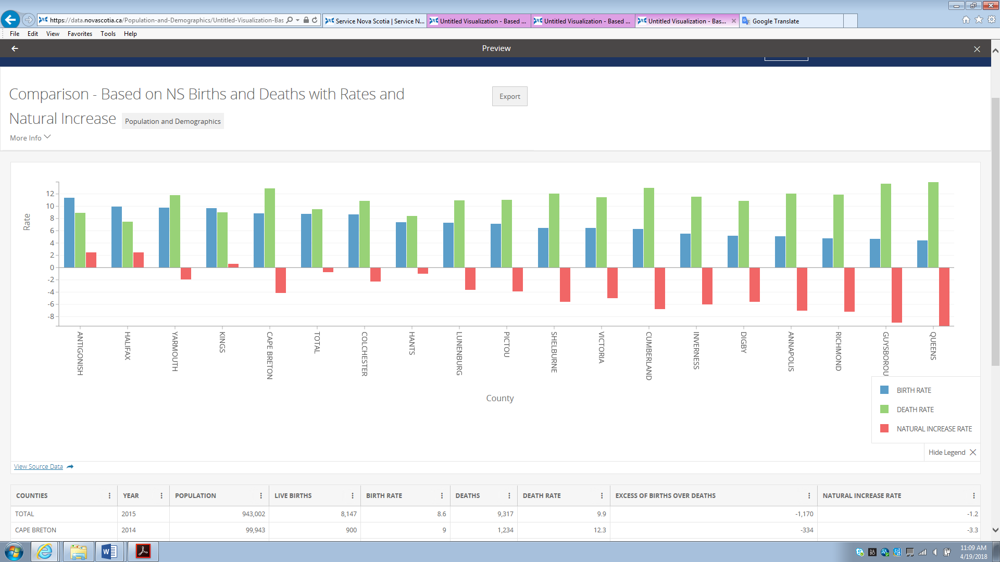 https://data.novascotia.ca/Population-and-Demographics/Untitled-Visualization-Bas
Service Nova Scotia | Service N...
Untitled Visualization - Based ...
Untitled Visualization - Based ...
Untitled Visualization - Bas...
Google Translate
File Edit View Favorites Tools Help
Preview
Comparison - Based on NS Births and Deaths with Rates and
Natural Increase
Population and Demographics
Export
More Info
Rate
12
10
8
6
4
2
0
-2
-4
-6
-8
ANTIGONISH
HALIFAX
YARMOUTH
KINGS
CAPE BRETON
TOTAL
COLCHESTER
HANTS
LUNENBURG
PICTOU
SHELBURNE
VICTORIA
CUMBERLAND
INVERNESS
DIGBY
ANNAPOLIS
RICHMOND
GUYSBOROU
QUEENS
County
BIRTH RATE
DEATH RATE
NATURAL INCREASE RATE
Hide Legend
View Source Data
COUNTIES YEAR POPULATION LIVE BIRTHS BIRTH RATE DEATHS DEATH RATE EXCESS OF BIRTHS OVER DEATHS NATURAL INCREASE RATE
TOTAL 2015 943,002 8,147 8.6 9,317 9.9 -1,170 -1.2
CAPE BRETON 2014 99,943 900 9 1,234 12.3 -334 -3.3
11:09 AM
4/19/2018